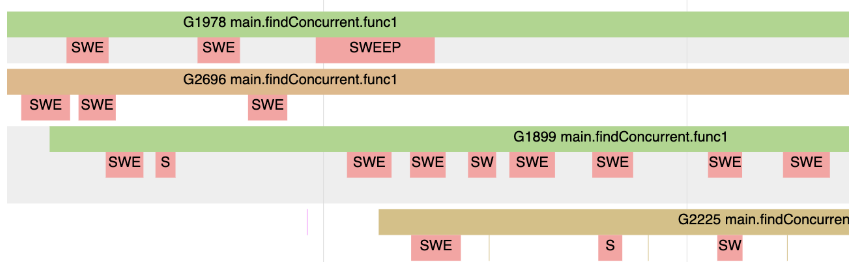 G1978 main.findConcurrent.func1
SWE SWE SWEEP
G2696 main.findConcurrent.func1
SWE SWE SWE
G1899 main.findConcurrent.func1
SWE S SWE SWE SW SWE SWE SWE SWE
G2225 main.findConcurren
SWE S SW